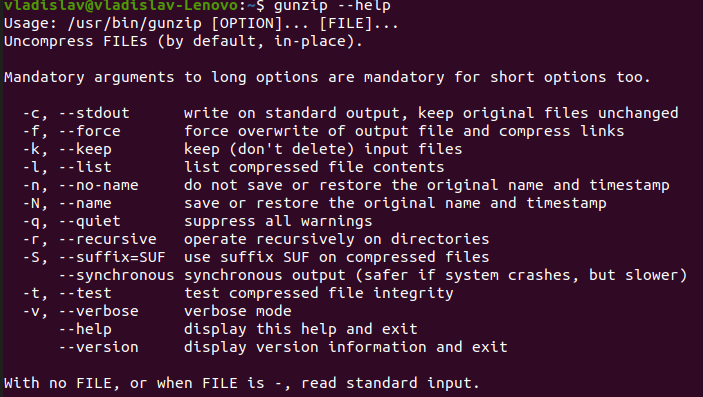 vladislav@vladislav-Lenovo:~$ gunzip --help
Usage: /usr/bin/gunzip [OPTION]... [FILE]...
Uncompress FILEs (by default, in-place).

Mandatory arguments to long options are mandatory for short options too.

  -c, --stdout      write on standard output, keep original files unchanged
  -f, --force       force overwrite of output file and compress links
  -k, --keep        keep (don't delete) input files
  -l, --list        list compressed file contents
  -n, --no-name     do not save or restore the original name and timestamp
  -N, --name        save or restore the original name and timestamp
  -q, --quiet       suppress all warnings
  -r, --recursive   operate recursively on directories
  -S, --suffix=SUF  use suffix SUF on compressed files
      --synchronous synchronous output (safer if system crashes, but slower)
  -t, --test        test compressed file integrity
  -v, --verbose     verbose mode
      --help        display this help and exit
      --version     display version information and exit

With no FILE, or when FILE is -, read standard input.